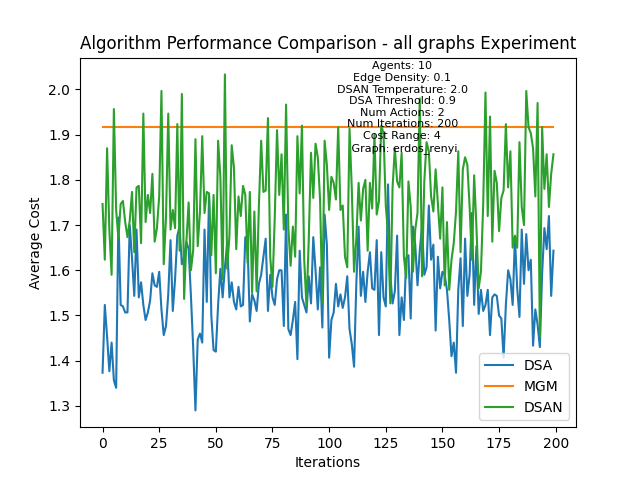 Algorithm Performance Comparison - all graphs Experiment
Agents: 10
Edge Density: 0.1
DSAN Temperature: 2.0
DSA Threshold: 0.9
Num Actions: 2
Num Iterations: 200
Cost Range: 4
Graph: erdos_renyi
Average Cost
2.0
1.9
1.8
1.7
1.6
1.5
1.4
1.3
DSA
MGM
DSAN
0 25 50 75 100 125 150 175 200
Iterations